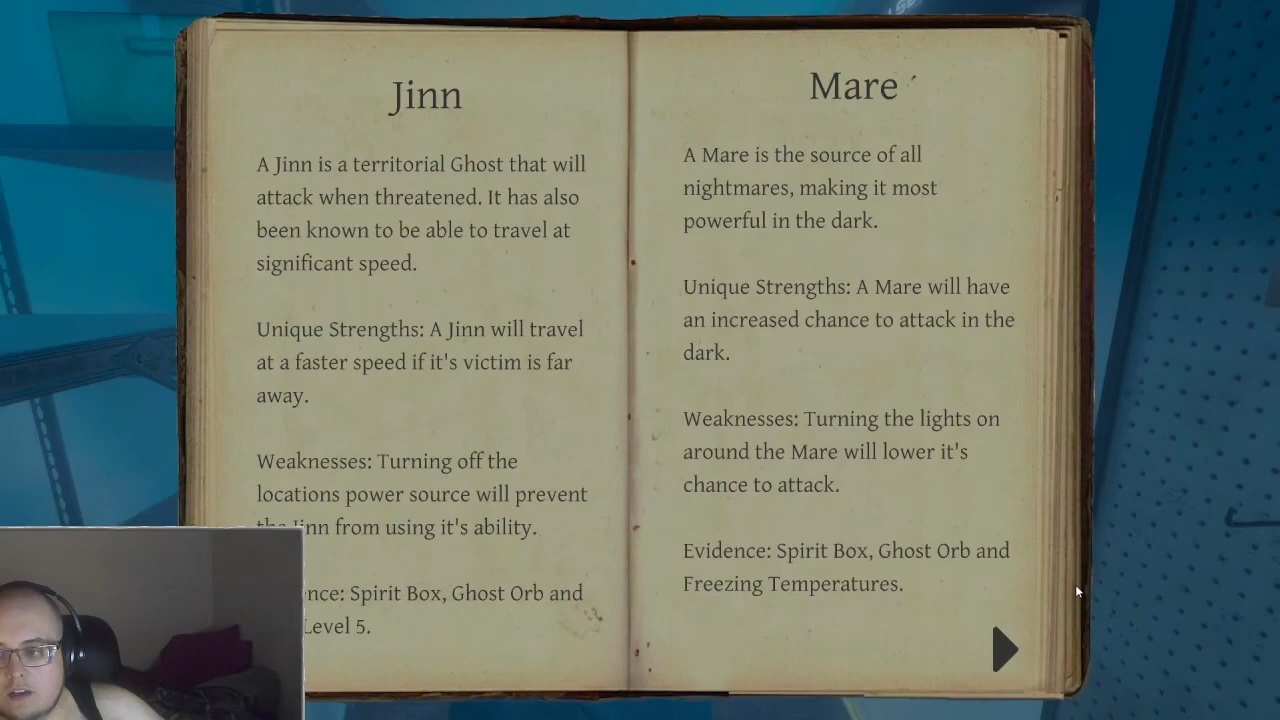 Jinn
A Jinn is a territorial Ghost that will
attack when threatened. It has also
been known to be able to travel at
significant speed.
Unique Strengths: A Jinn will travel
at a faster speed if it's victim is far
away.
Weaknesses: Turning off the
locations power source will prevent
the Jinn from using it's ability.
ence: Spirit Box, Ghost Orb and
Level 5.
Mare
A Mare is the source of all
nightmares, making it most
powerful in the dark.
Unique Strengths: A Mare will have
an increased chance to attack in the
dark.
Weaknesses: Turning the lights on
around the Mare will lower it's
chance to attack.
Evidence: Spirit Box, Ghost Orb and
Freezing Temperatures.